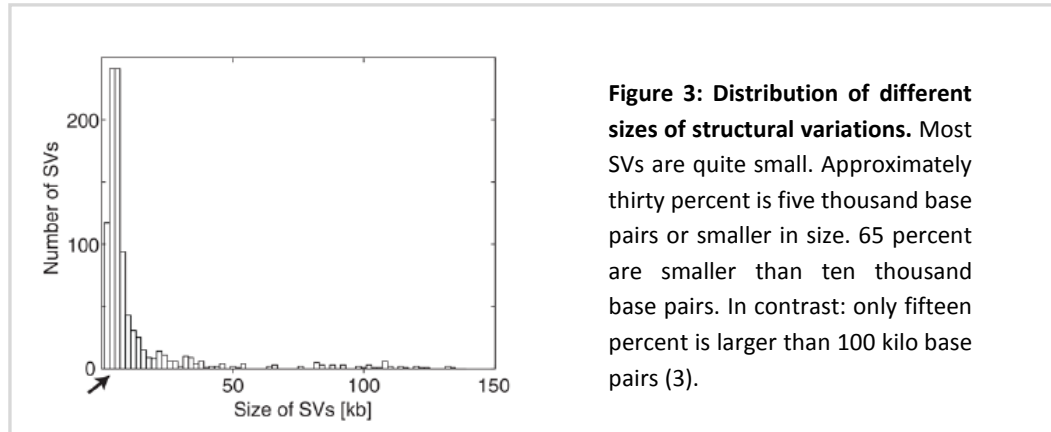 200
100
0
50
100
150
Number of SVs
Size of SVs [kb]
Figure 3: Distribution of different
sizes of structural variations. Most
SVs are quite small. Approximately
thirty percent is five thousand base
pairs or smaller in size. 65 percent
are smaller than ten thousand
base pairs. In contrast: only fifteen
percent is larger than 100 kilo base
pairs (3).